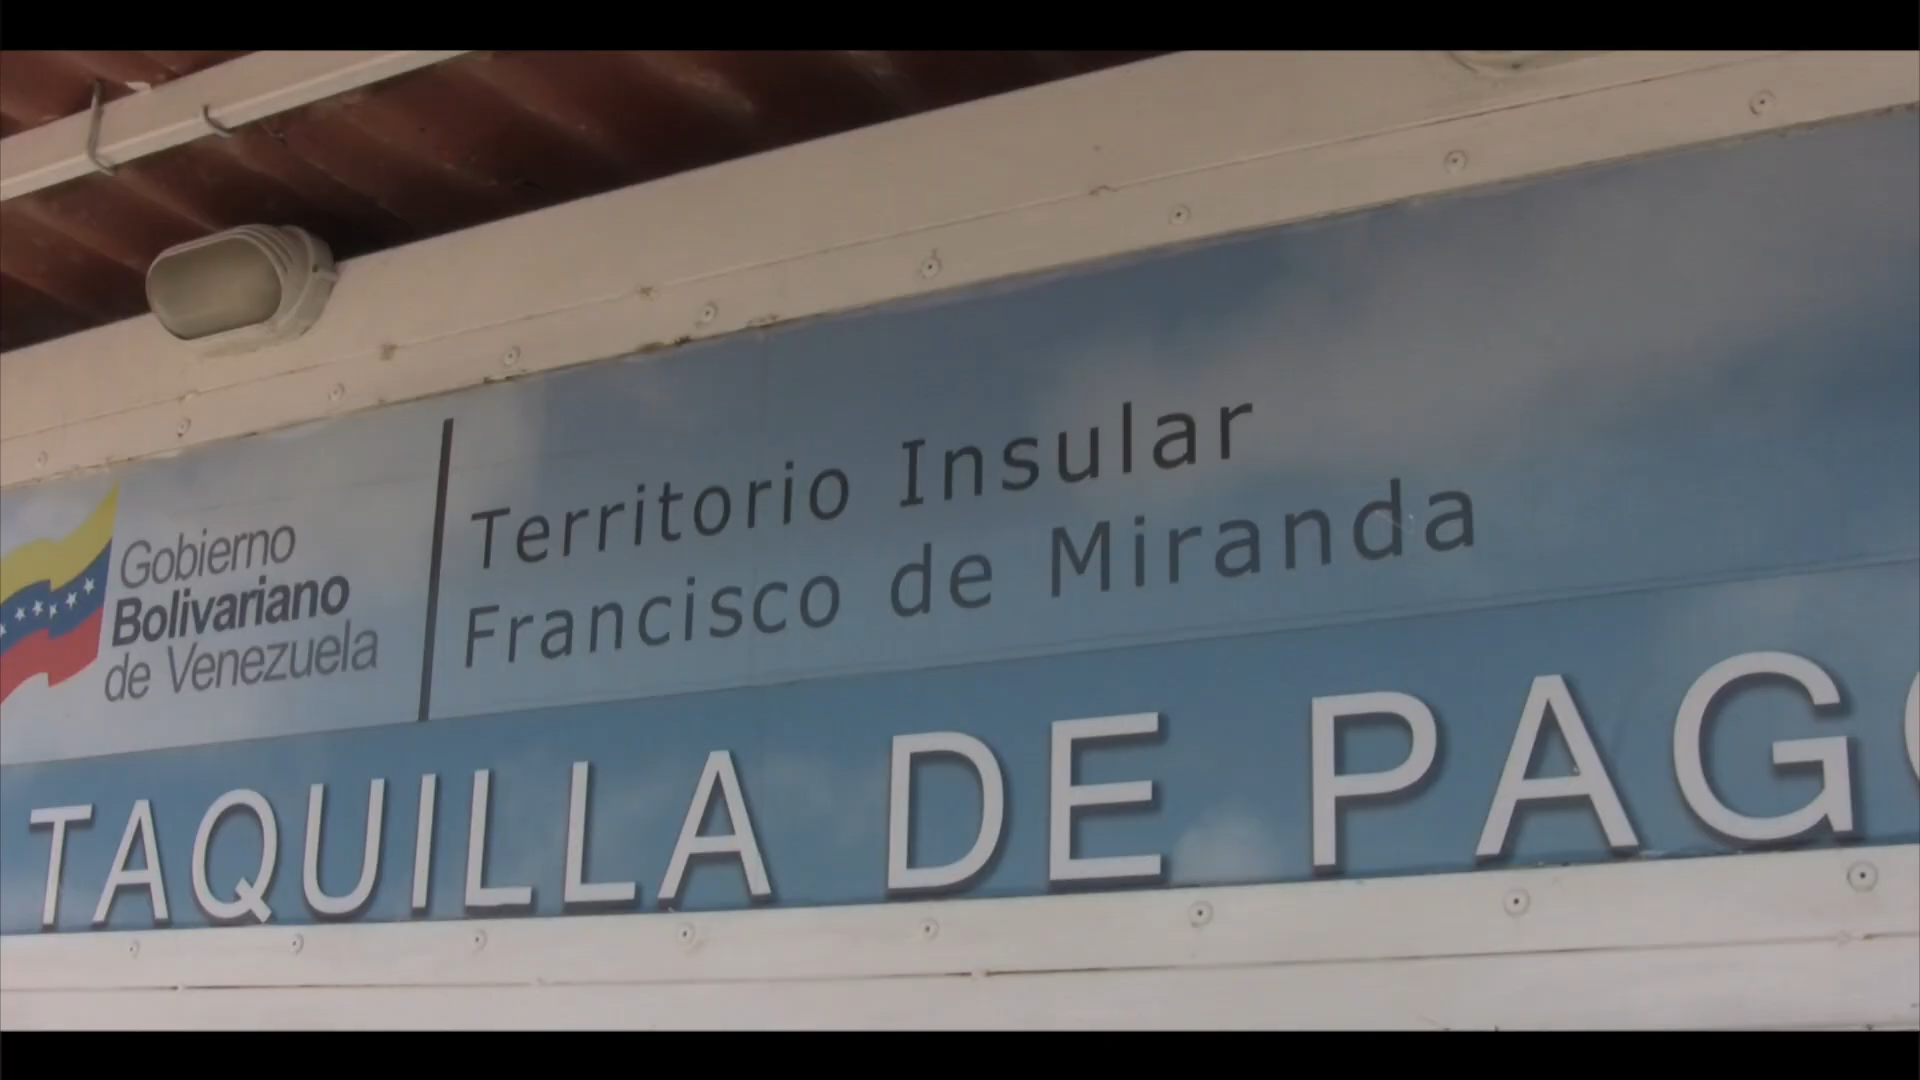 Gobierno
Bolivariano
de Venezuela
Territorio Insular
Francisco de Miranda
TAQUILLA DE PAG